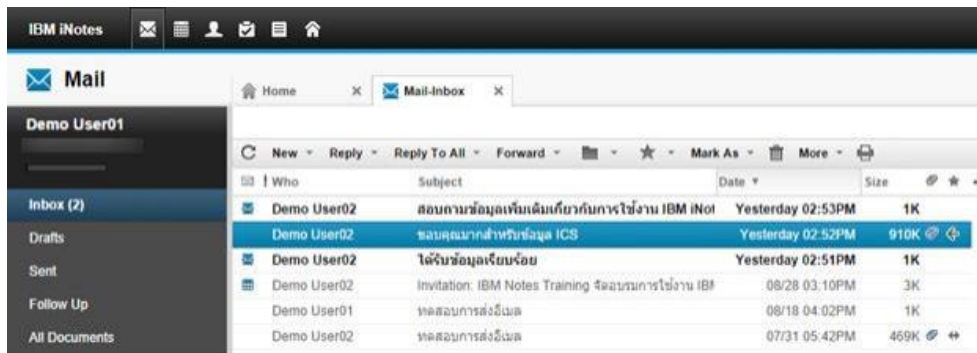 IBM iNotes
Mail
Home
Mail-Inbox
Demo User01
New Reply Reply To All Forward Mark As More
! Who Subject Date Size
Inbox (2)
Demo User02 สอบถามข้อมูลเพิ่มเติมเกี่ยวกับการใช้งาน IBM iNot Yesterday 02:53PM 1K
Drafts
Demo User02 ขอบคุณมากสำหรับข้อมูล ICS Yesterday 02:52PM 910K
Demo User02 ได้รับข้อมูลเรียบร้อย Yesterday 02:51PM 1K
Sent
Demo User02 Invitation: IBM Notes Training จัดอบรมการใช้งาน IBM 08/28 03:10PM 3K
Follow Up
Demo User01 ทดสอบการส่งอีเมล 08/18 04:02PM 1K
All Documents
Demo User02 ทดสอบการส่งอีเมล 07/31 05:42PM 469K